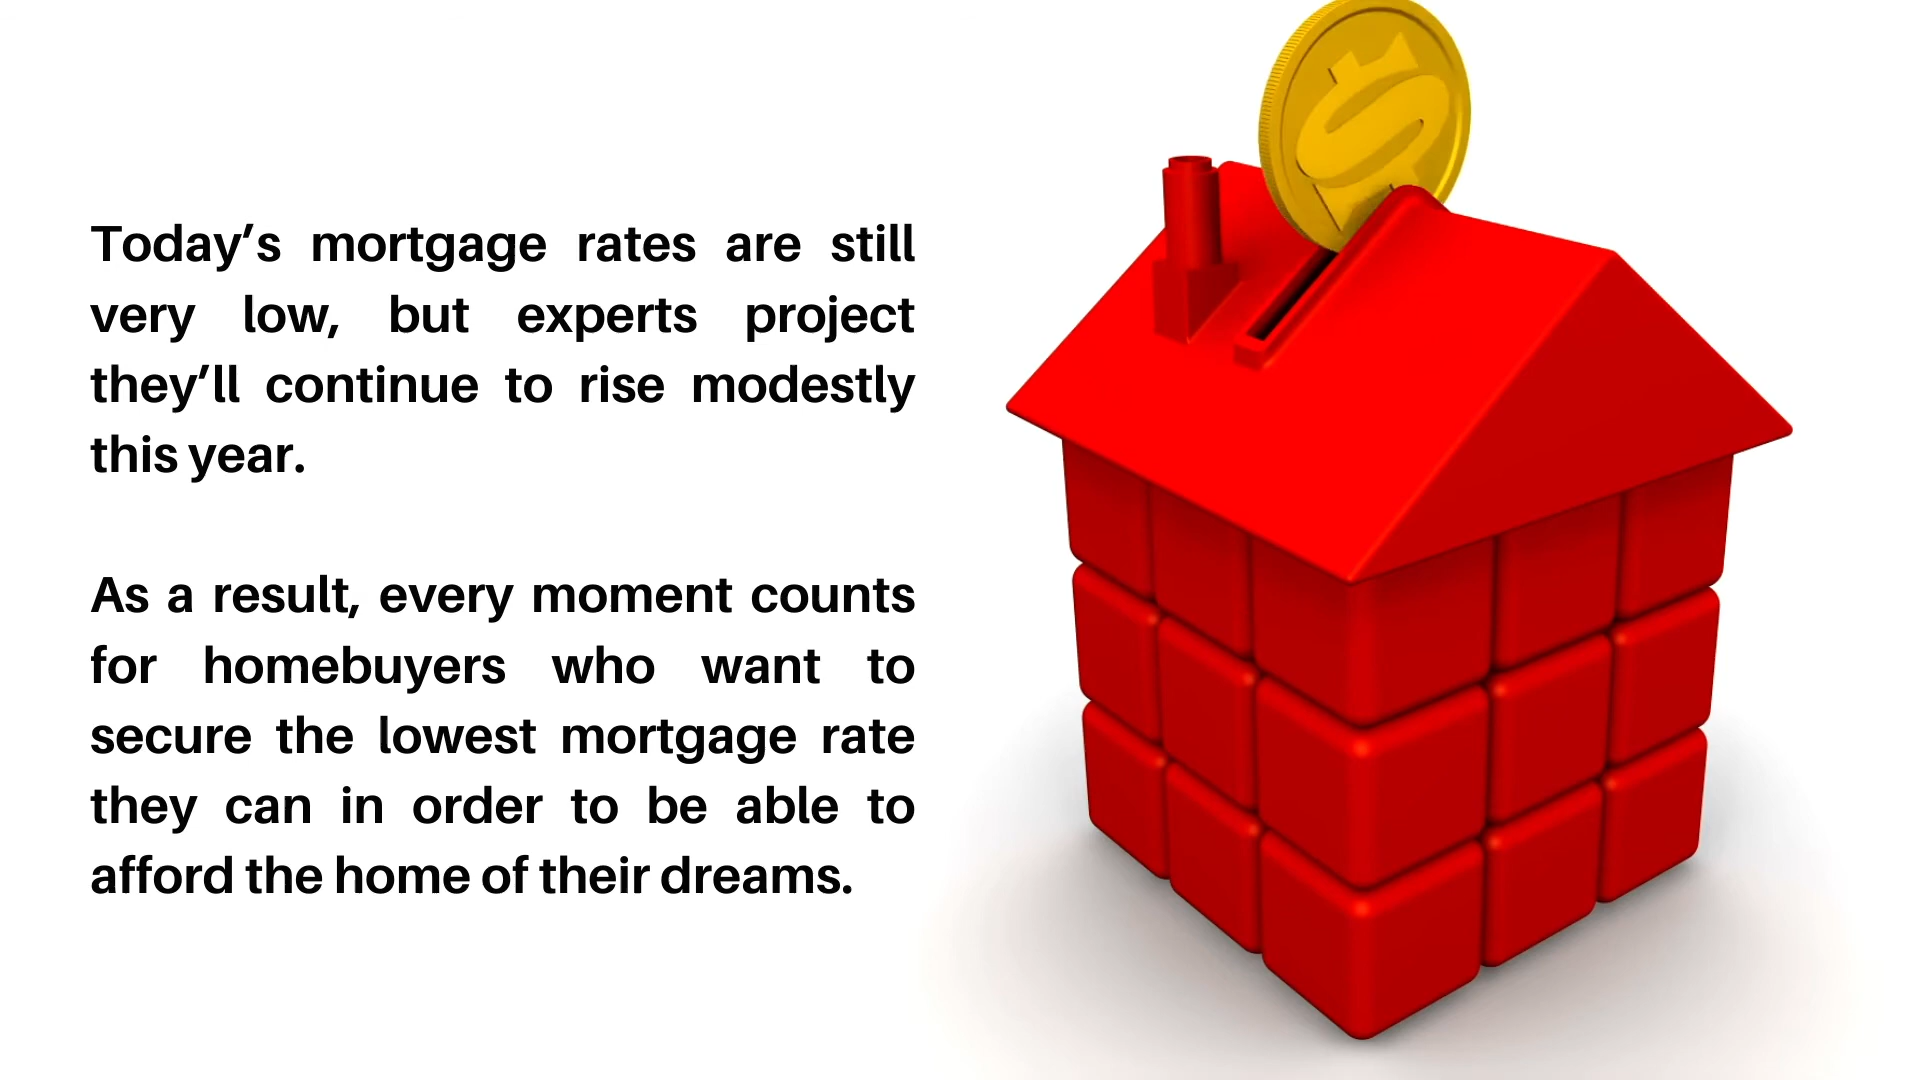 Today’s mortgage rates are still
very low, but experts project
they’ll continue to rise modestly
this year.
As a result, every moment counts
for homebuyers who want to
secure the lowest mortgage rate
they can in order to be able to
afford the home of their dreams.
$